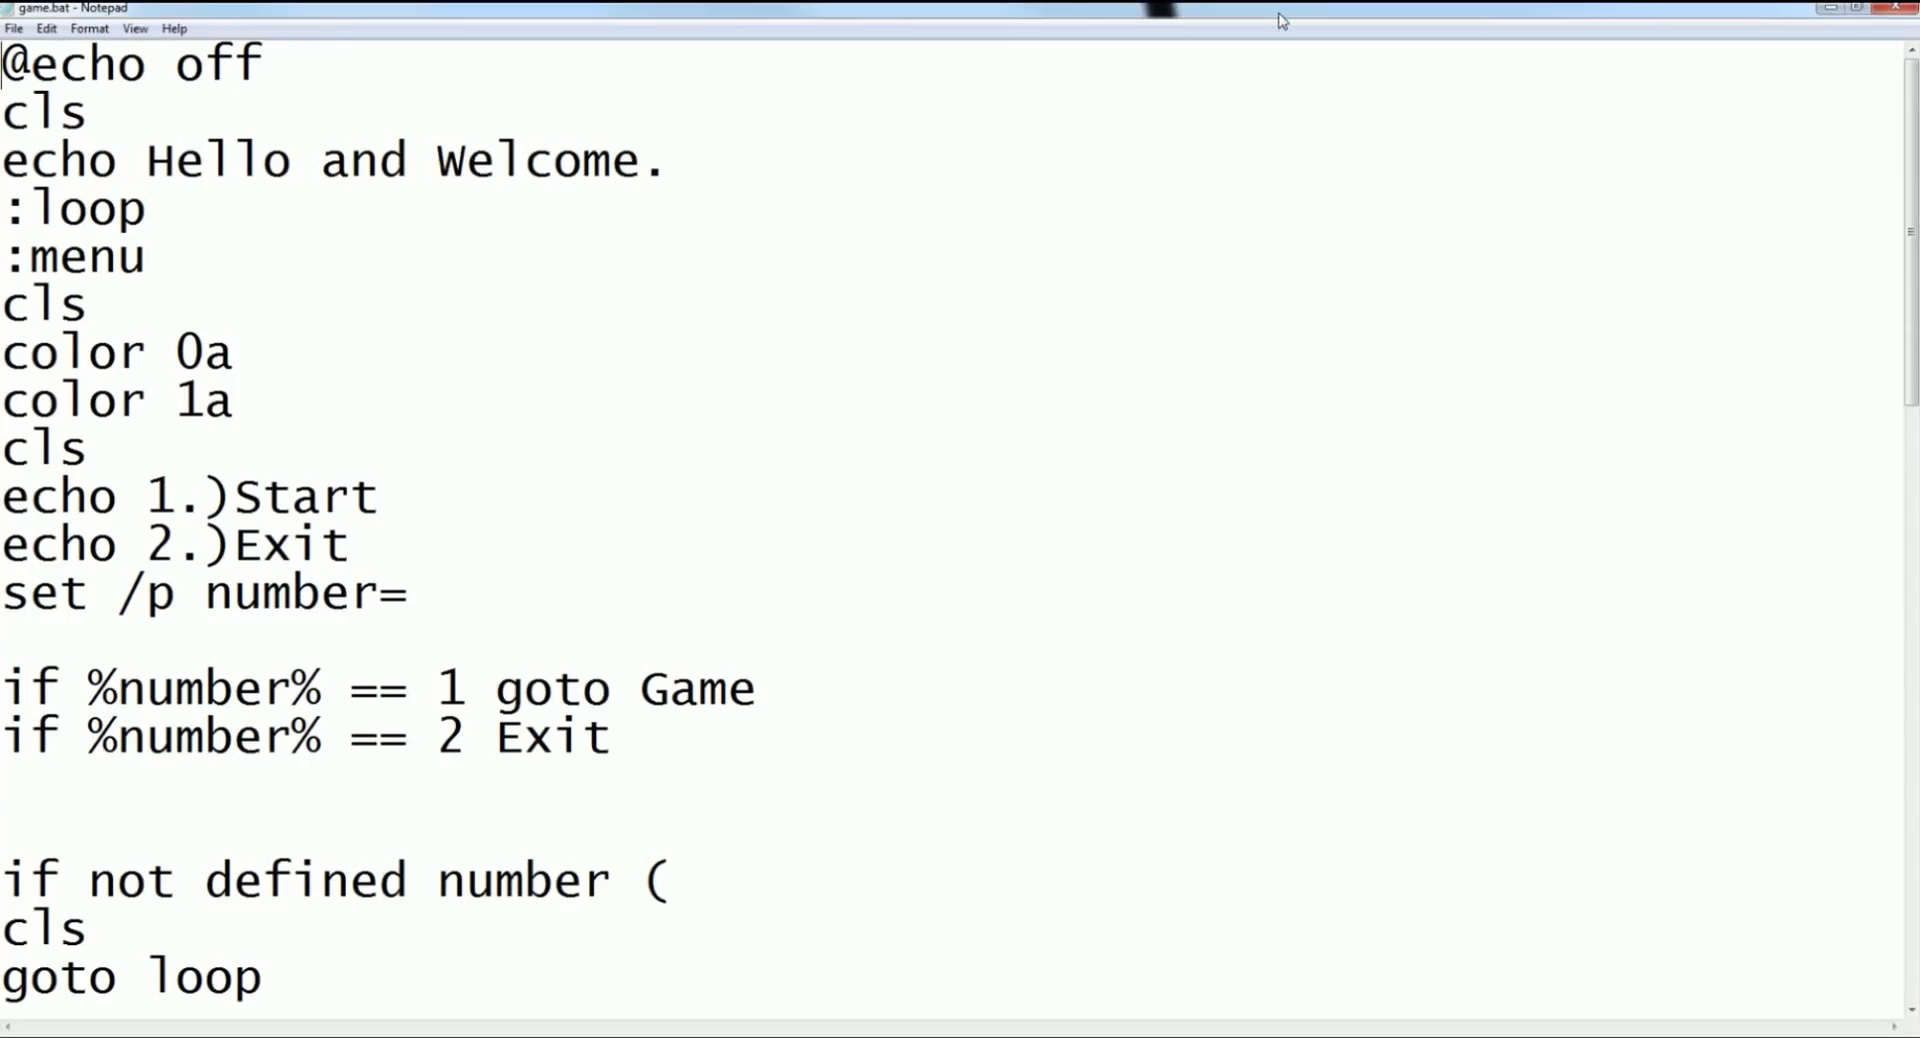 game.bat - Notepad
File Edit Format View Help
@echo off
cls
echo Hello and Welcome.
:loop
:menu
cls
color 0a
color 1a
cls
echo 1.)Start
echo 2.)Exit
set /p number=
if %number% == 1 goto Game
if %number% == 2 Exit
if not defined number (
cls
goto loop